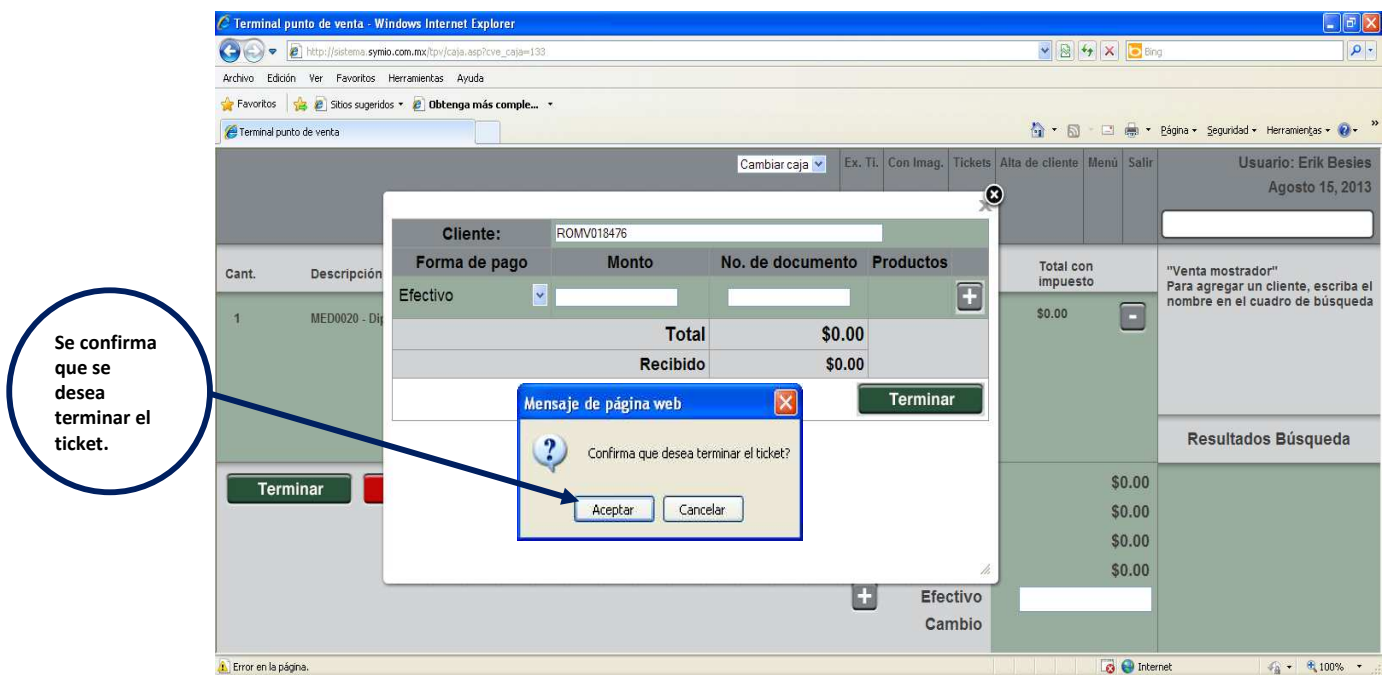 Terminal punto de venta - Windows Internet Explorer
http://sistema.symio.com.mx/tpv/caja.asp?cve_caja=133
Bing
Archivo Edición Ver Favoritos Herramientas Ayuda
Favoritos Sitios sugeridos Obtenga más comple...
Terminal punto de venta
Página Seguridad Herramientas »
Cambiar caja Ex. Ti. Con Imag. Tickets Alta de cliente Menú Salir
Usuario: Erik Besies
Agosto 15, 2013
x
Cliente: ROMV018476
Forma de pago Monto No. de documento Productos
Efectivo +
Total $0.00
Recibido $0.00
Terminar
Cant. Descripción
Total con
impuesto
"Venta mostrador"
Para agregar un cliente, escriba el
nombre en el cuadro de búsqueda
1 MED0020 - Dip
$0.00 -
Se confirma
que se
desea
terminar el
ticket.
Mensaje de página web
Confirma que desea terminar el ticket?
Aceptar Cancelar
Resultados Búsqueda
Terminar
$0.00
$0.00
$0.00
$0.00
+ Efectivo
Cambio
Error en la página.
Internet
100%